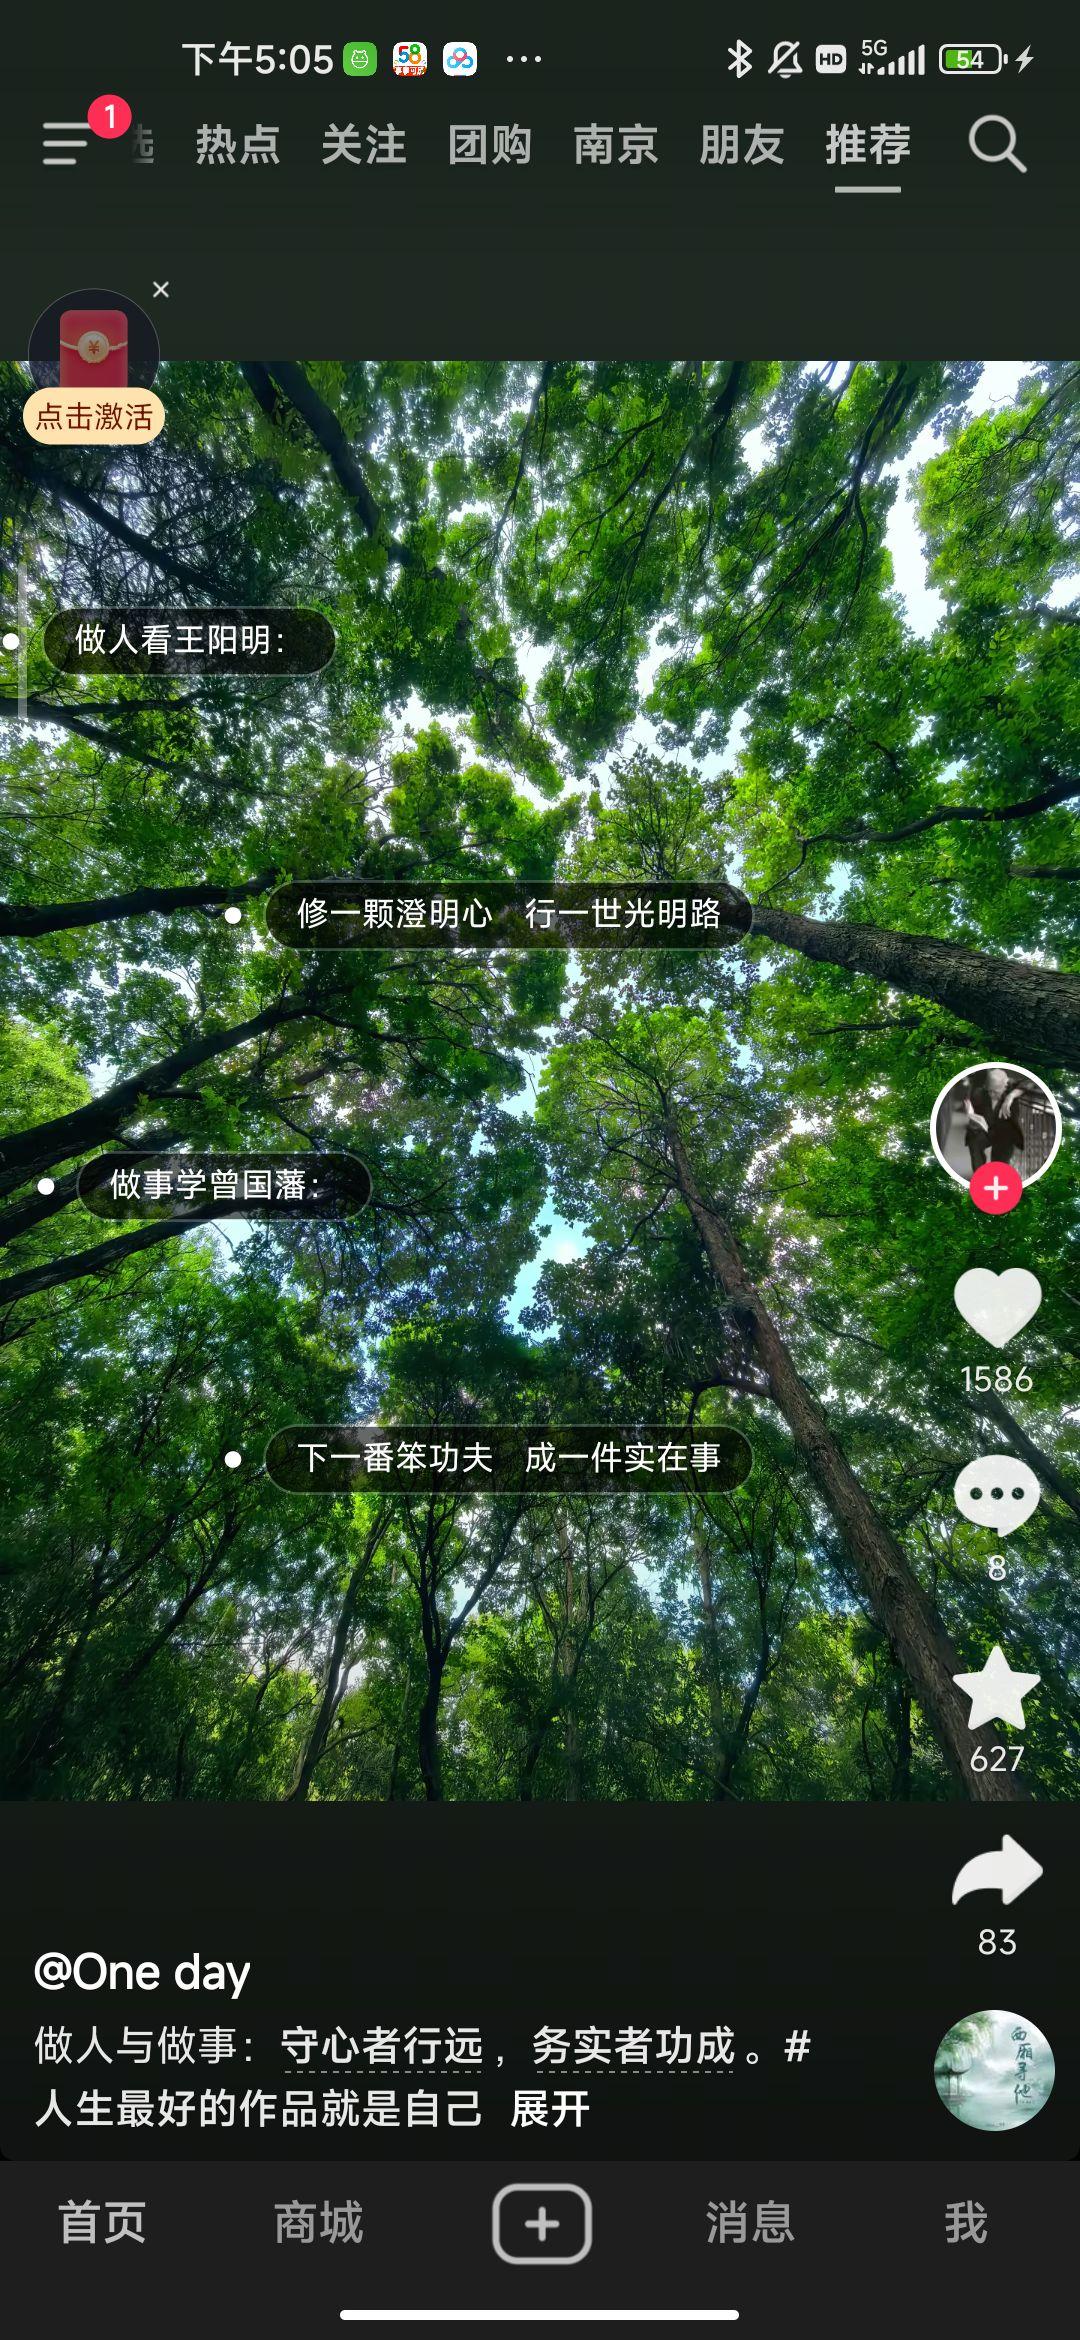 下午5:05
58
HD
5G
54
1
选 热点 关注 团购 南京 朋友 推荐
点击激活
做人看王阳明：
修一颗澄明心 行一世光明路
做事学曾国藩：
下一番笨功夫 成一件实在事
1586
8
627
83
@One day
做人与做事：守心者行远，务实者功成。#
人生最好的作品就是自己 展开
西厢寻他
首页 商城 消息 我